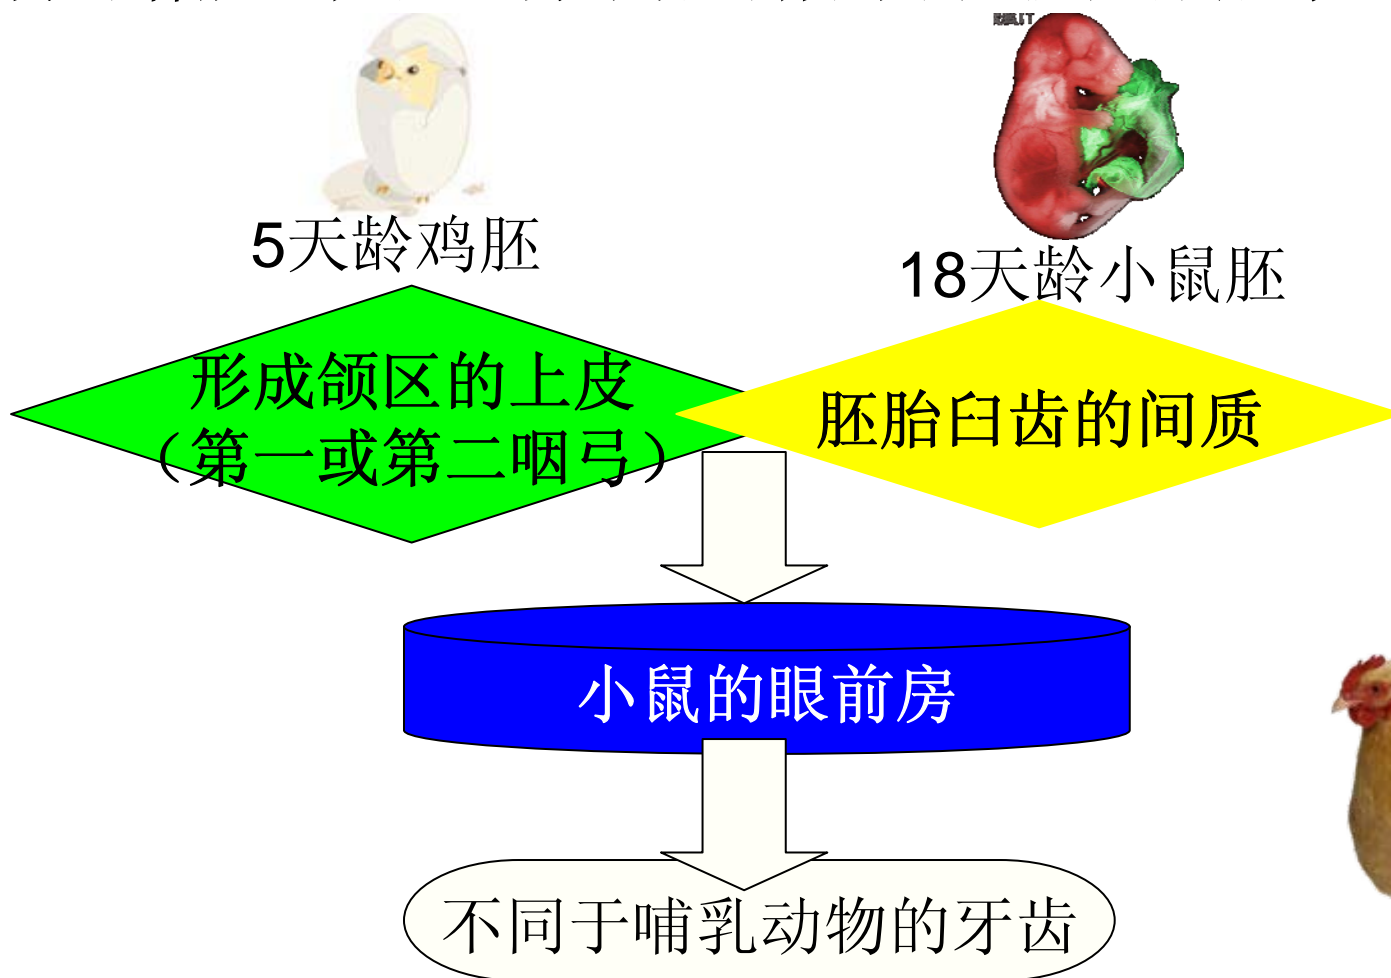 5天龄鸡胚
18天龄小鼠胚
形成颌区的上皮
（第一或第二咽弓）
胚胎臼齿的间质
小鼠的眼前房
不同于哺乳动物的牙齿